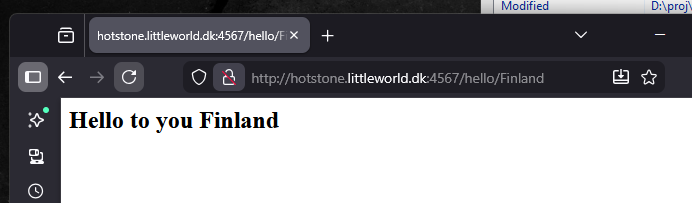 Modified
D:\proj\
hotstone.littleworld.dk:4567/hello/Fi
http://hotstone.littleworld.dk:4567/hello/Finland
Hello to you Finland